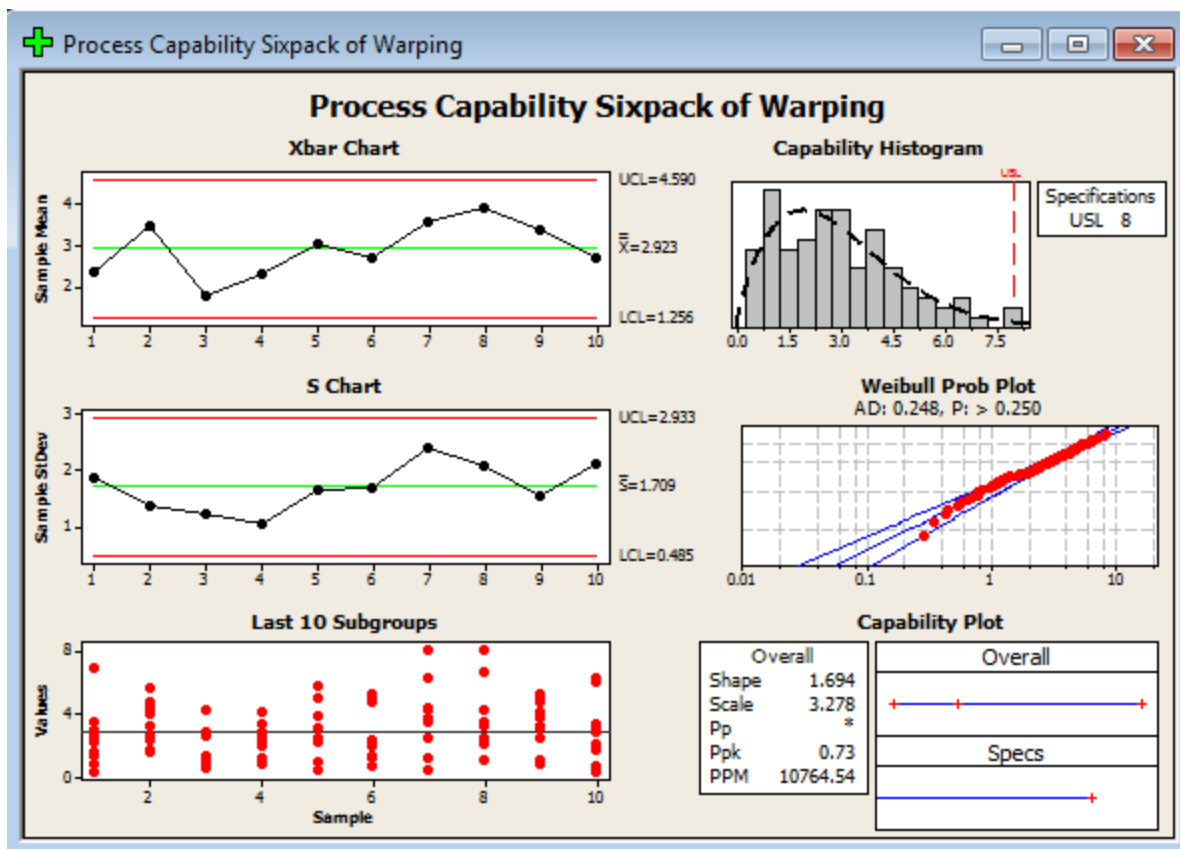 Process Capability Sixpack of Warping
Process Capability Sixpack of Warping
Xbar Chart
Sample Mean
4
3
2
UCL=4.590
X̿=2.923
LCL=1.256
1 2 3 4 5 6 7 8 9 10
S Chart
Sample StDev
3
2
1
UCL=2.933
S̅=1.709
LCL=0.485
1 2 3 4 5 6 7 8 9 10
Last 10 Subgroups
Values
8
4
0
2 4 6 8 10
Sample
Capability Histogram
USL
Specifications
USL 8
0.0 1.5 3.0 4.5 6.0 7.5
Weibull Prob Plot
AD: 0.248, P: > 0.250
0.01 0.1 1 10
Capability Plot
Overall
Shape 1.694
Scale 3.278
Pp *
Ppk 0.73
PPM 10764.54
Overall
Specs